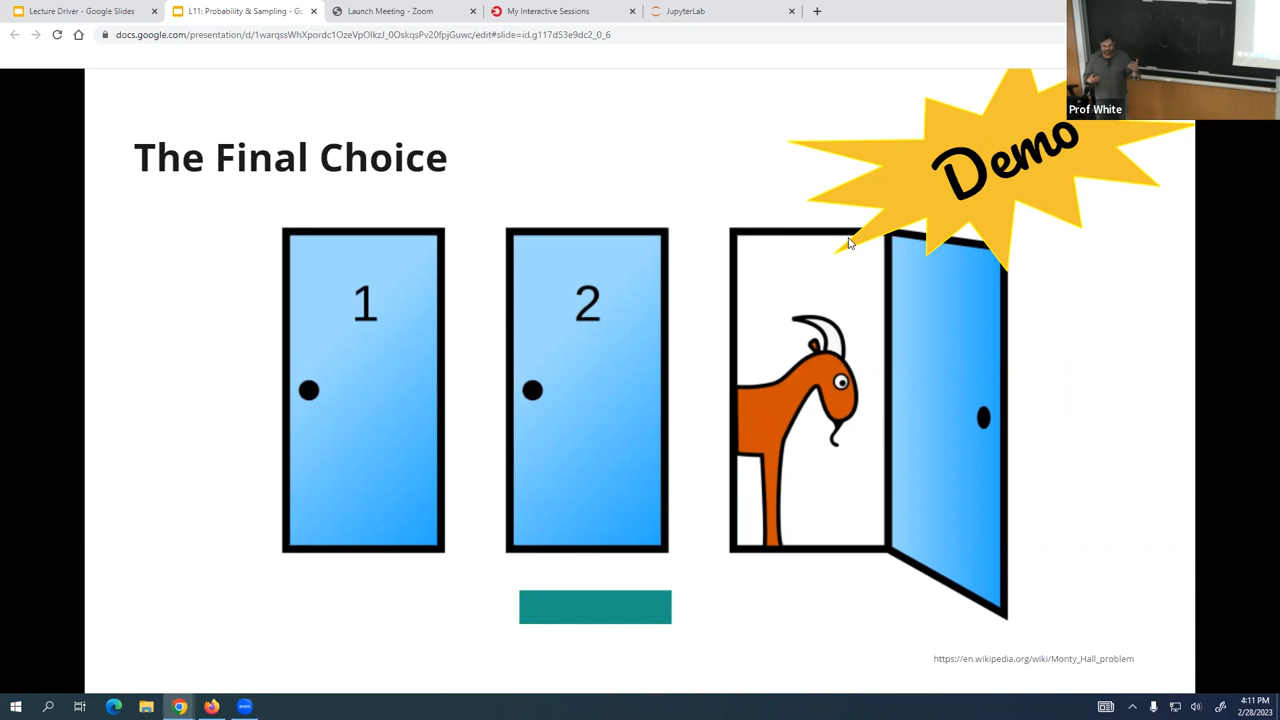 Lecture Driver - Google Slides
L11: Probability & Sampling - Go
Launch Meeting - Zoom
My Interactive Sessions
JupyterLab
docs.google.com/presentation/d/1warqssWhXpordc1OzeVpOlkzJ_0OskqsPv20fpjGuwc/edit#slide=id.g117d53e9dc2_0_6
Prof White
Demo
The Final Choice
1
2
https://en.wikipedia.org/wiki/Monty_Hall_problem
zoom
4:11 PM
2/28/2023